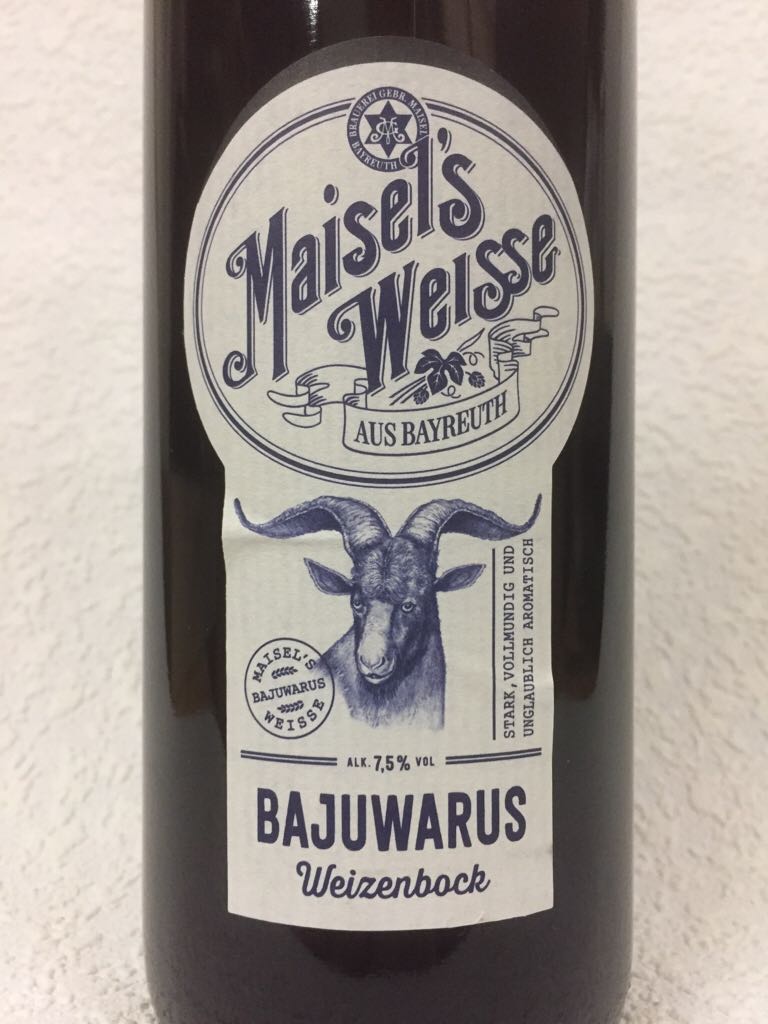 BRAUEREI GEBR. MAISEL
BAYREUTH
Maisel's
Weisse
AUS BAYREUTH
STARK, VOLLMUNDIG UND
UNGLAUBLICH AROMATISCH
MAISEL'S
BAJUWARUS
WEISSE
ALK. 7,5% VOL
BAJUWARUS
Weizenbock